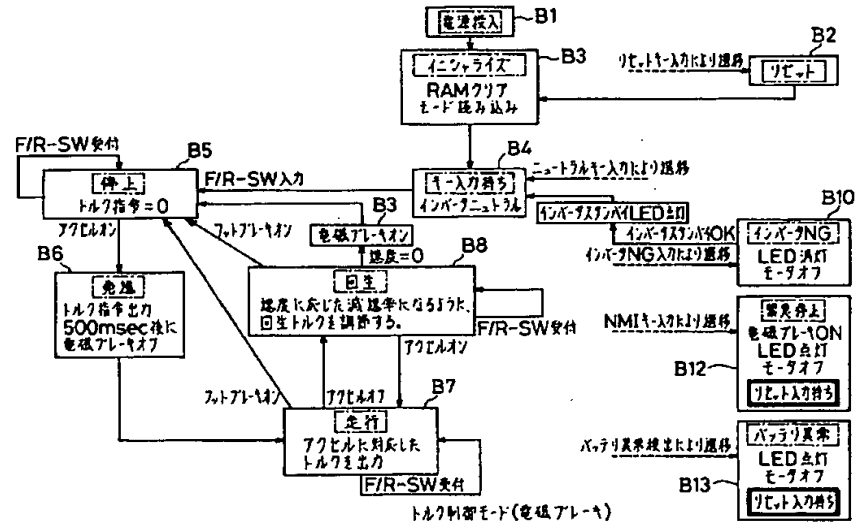 B1
電源投入
B3
イニシャライズ
RAMクリア
モード読み込み
B2
リセットキー入力により遷移
リセット
F/R-SW受付
B5
停止
トルク指令=0
F/R-SW入力
B4
キー入力待ち
インバータニュトラル
ニュートラルキー入力により遷移
インバータスタンバイLED点灯
B10
インバータスタンバイOK
インバータNG入力により遷移
インバータNG
LED消灯
モータオフ
アクセルオン
フットブレーキオン
B3
電磁ブレーキオン
速度=0
B8
回生
速度に応じた減速率になるように、
回生トルクを調節する。
F/R-SW受付
アクセルオン
B6
発進
トルク指令出力
500msec後に
電磁ブレーキオフ
NMIキー入力により遷移
緊急停止
電磁ブレーキON
LED点灯
モータオフ
リセット入力待ち
B12
フットブレーキオン
アクセルオフ
B7
走行
アクセルに対応した
トルクを出力
F/R-SW受付
バッテリ異常検出により遷移
バッテリ異常
LED点灯
モータオフ
リセット入力待ち
B13
トルク制御モード(電磁ブレーキ)